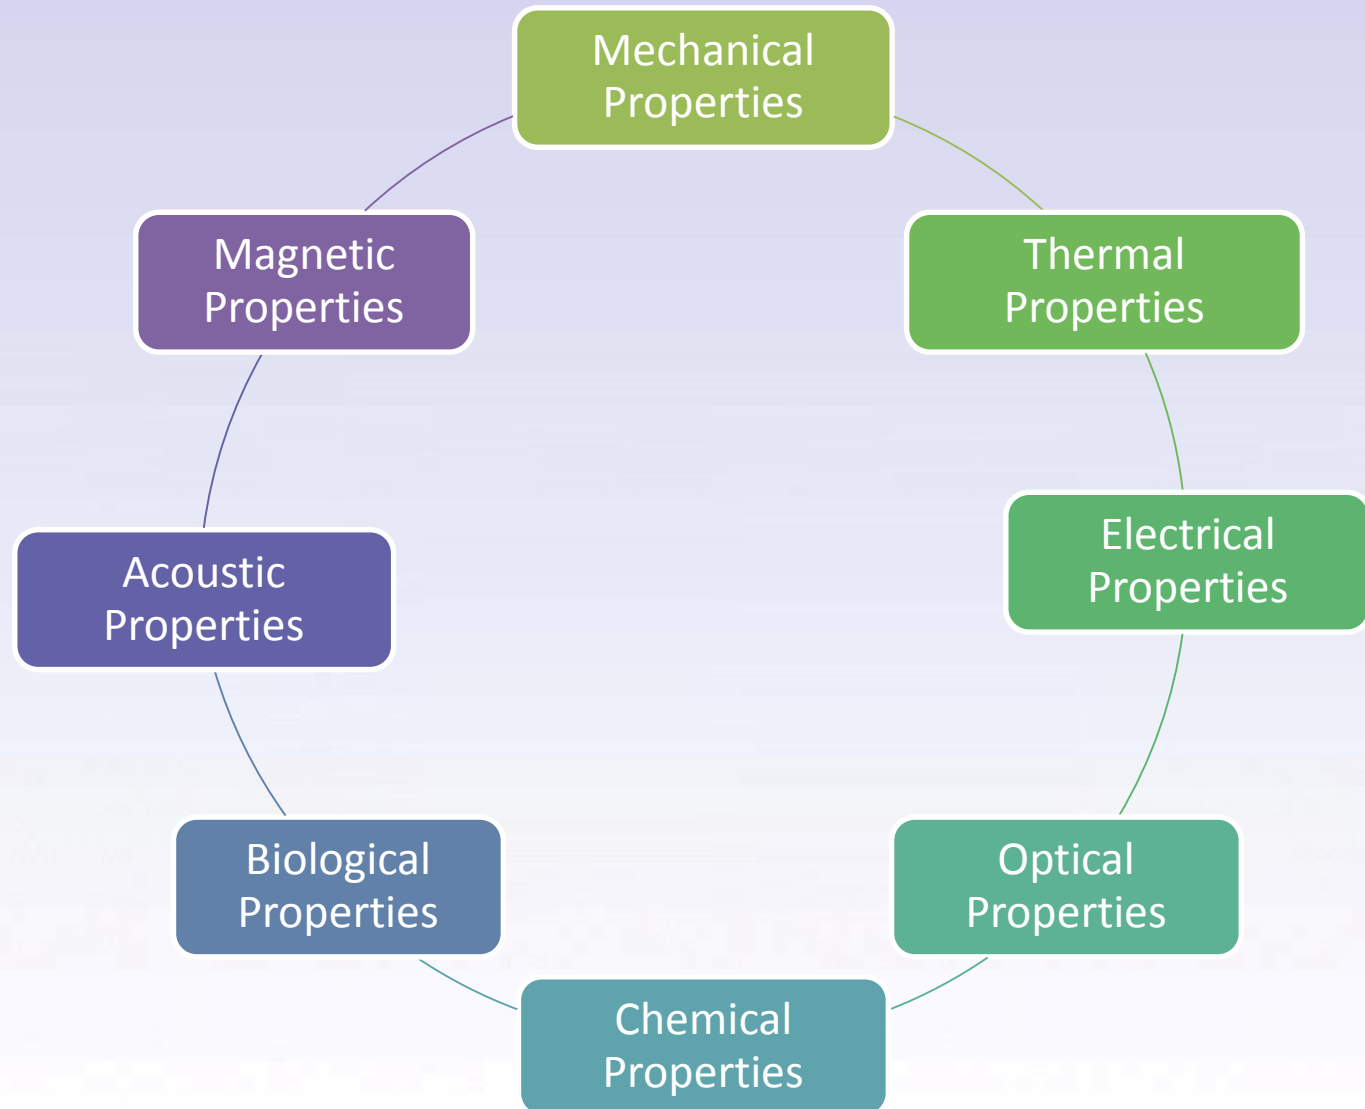 Mechanical
Properties
Magnetic
Properties
Thermal
Properties
Electrical
Properties
Acoustic
Properties
Biological
Properties
Optical
Properties
Chemical
Properties